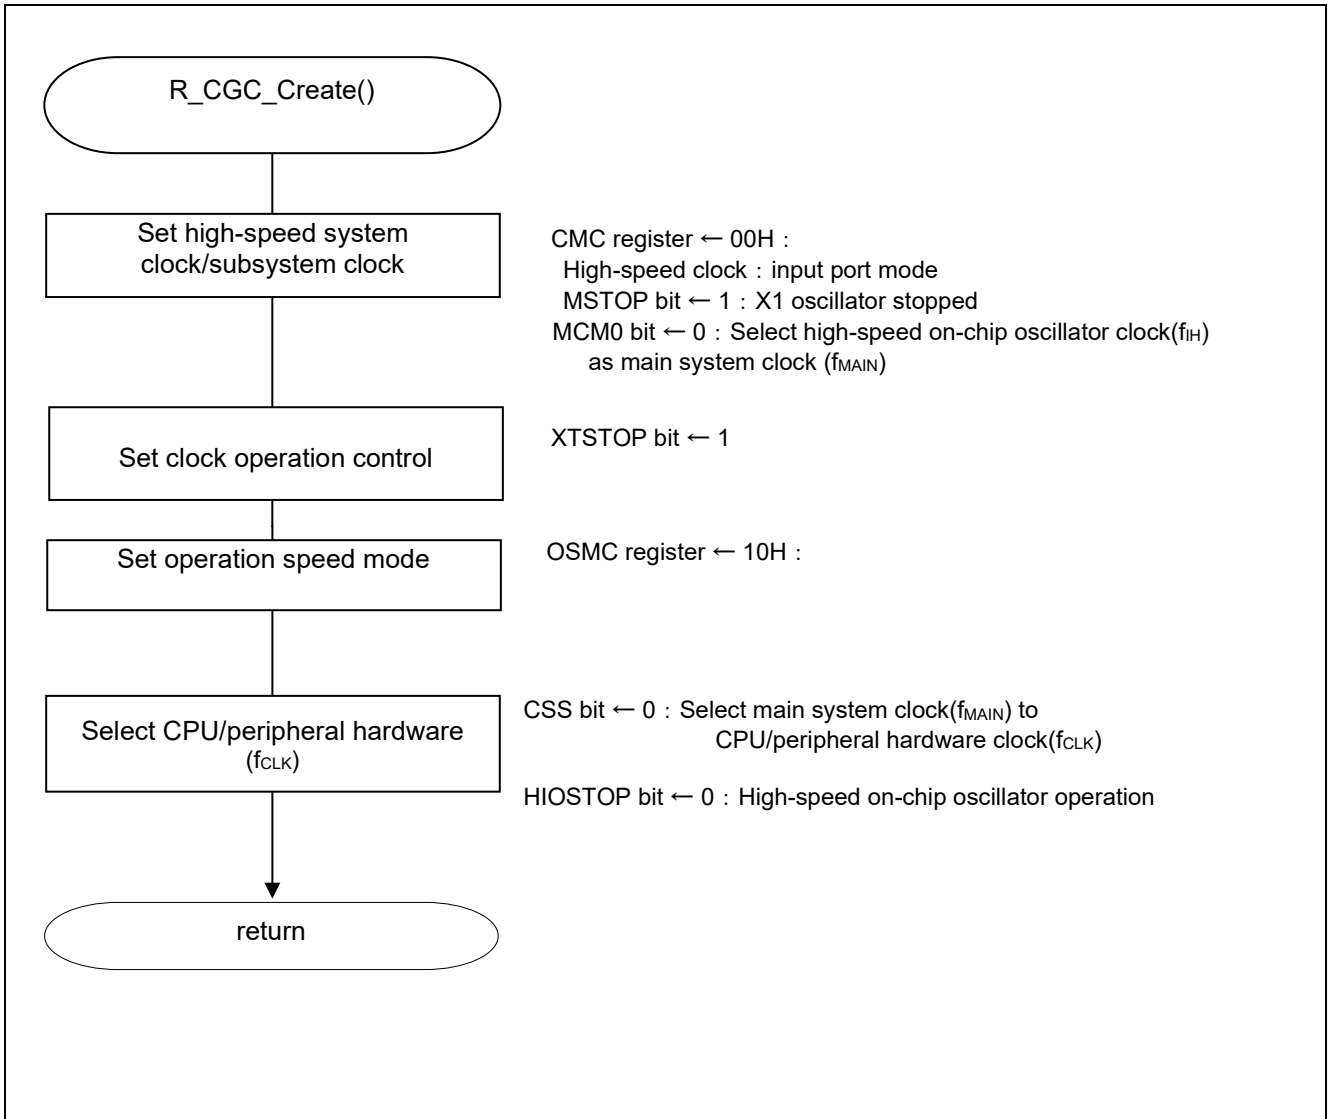 R_CGC_Create()
Set high-speed system
clock/subsystem clock
CMC register ← 00H :
High-speed clock : input port mode
MSTOP bit ← 1 : X1 oscillator stopped
MCM0 bit ← 0 : Select high-speed on-chip oscillator clock(fIH)
as main system clock (fMAIN)
Set clock operation control
XTSTOP bit ← 1
Set operation speed mode
OSMC register ← 10H :
Select CPU/peripheral hardware
(fCLK)
CSS bit ← 0 : Select main system clock(fMAIN) to
CPU/peripheral hardware clock(fCLK)
HIOSTOP bit ← 0 : High-speed on-chip oscillator operation
return